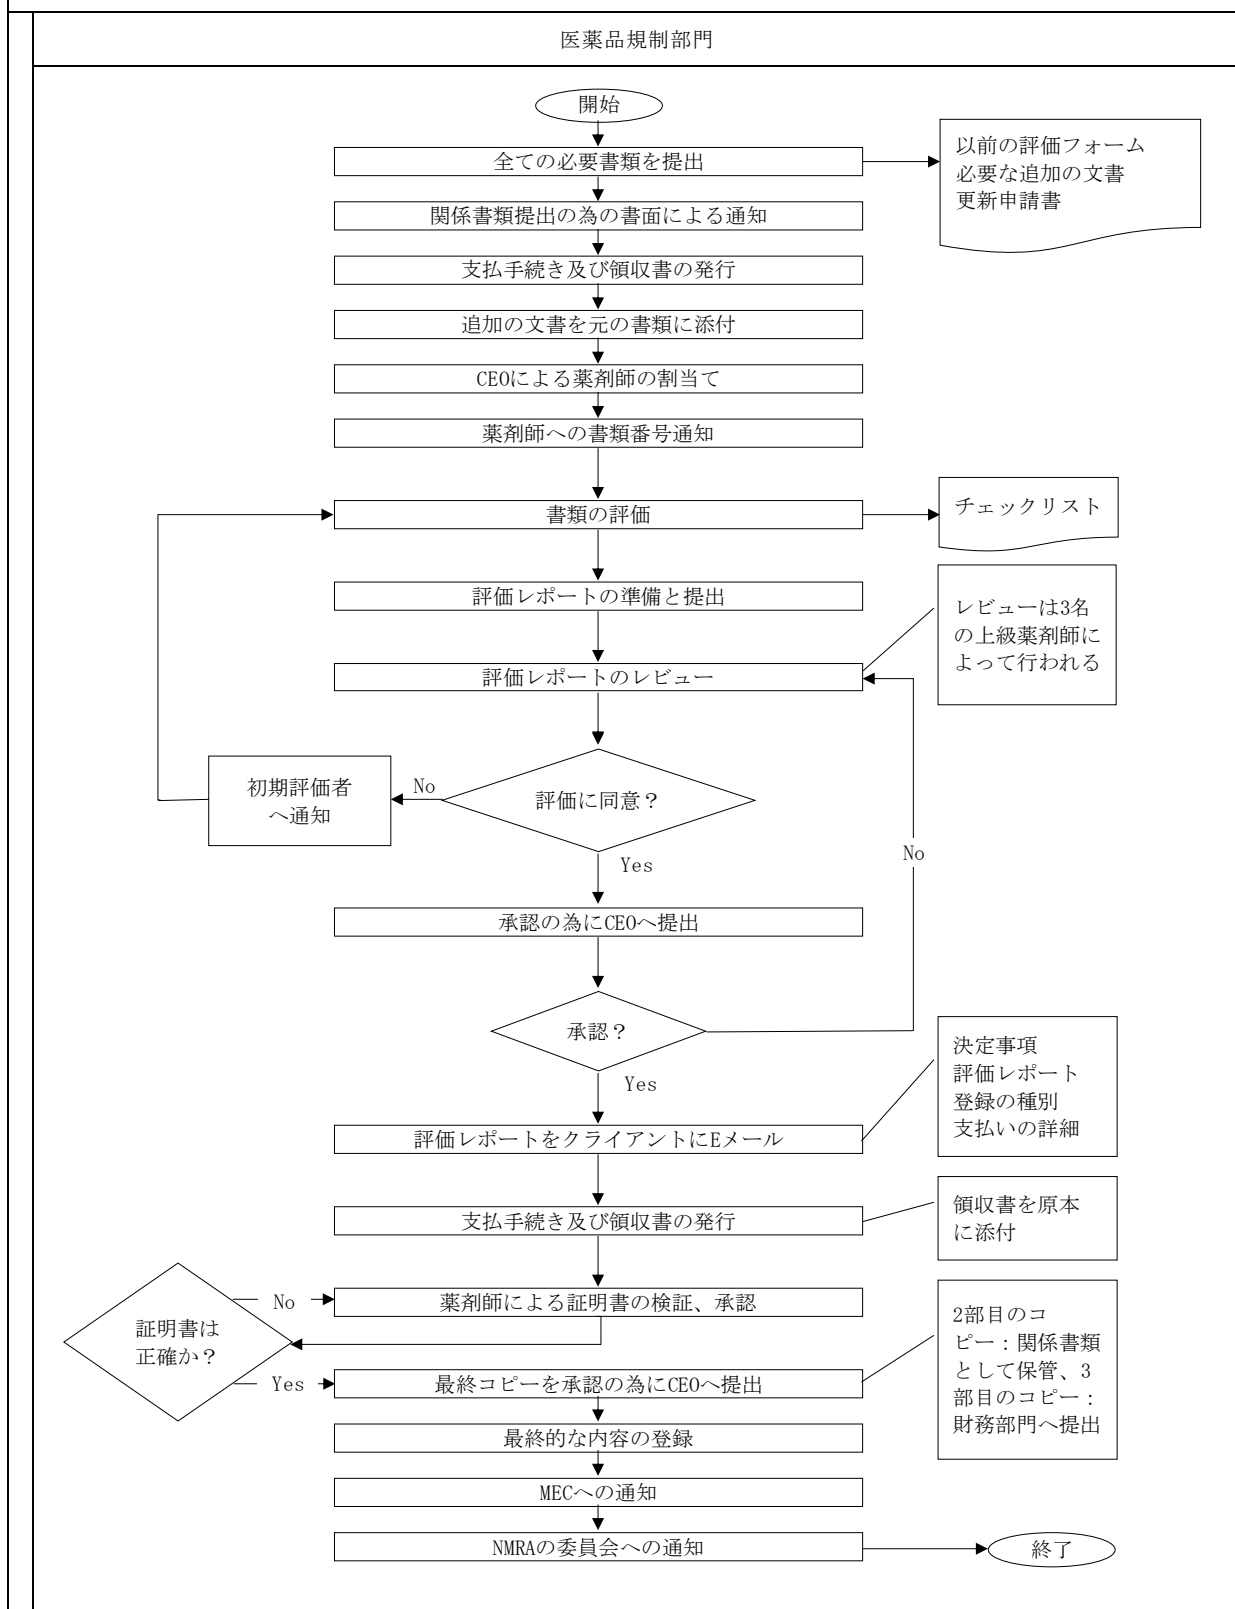 医薬品規制部門
開始
全ての必要書類を提出
以前の評価フォーム
必要な追加の文書
更新申請書
関係書類提出の為の書面による通知
支払手続き及び領収書の発行
追加の文書を元の書類に添付
CEOによる薬剤師の割当て
薬剤師への書類番号通知
書類の評価
チェックリスト
評価レポートの準備と提出
レビューは3名
の上級薬剤師に
よって行われる
評価レポートのレビュー
評価に同意？
No
初期評価者
へ通知
Yes
No
承認の為にCEOへ提出
承認？
Yes
決定事項
評価レポート
登録の種別
支払いの詳細
評価レポートをクライアントにEメール
支払手続き及び領収書の発行
領収書を原本
に添付
証明書は
正確か？
No
薬剤師による証明書の検証、承認
Yes
最終コピーを承認の為にCEOへ提出
2部目のコ
ピー：関係書類
として保管、3
部目のコピー：
財務部門へ提出
最終的な内容の登録
MECへの通知
NMRAの委員会への通知
終了